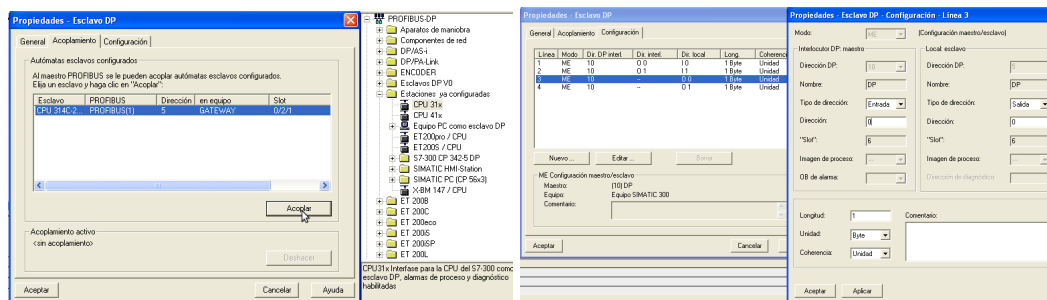 Propiedades - Esclavo DP
General Acoplamiento Configuración
Autómatas esclavos configurados
Al maestro PROFIBUS se le pueden acoplar autómatas esclavos configurados.
Elija un esclavo y haga clic en "Acoplar":
Esclavo PROFIBUS Dirección en equipo Slot
CPU 314C-2... PROFIBUS(1) 5 GATEWAY 0/2/1
Acoplar
Acoplamiento activo
<sin acoplamiento>
Deshacer
Aceptar Cancelar Ayuda
PROFIBUS-DP
Aparatos de maniobra
Componentes de red
DP/AS-i
DP/PA-Link
ENCODER
Esclavos DP V0
Estaciones ya configuradas
CPU 31x
CPU 41x
Equipo PC como esclavo DP
ET200pro / CPU
ET200S / CPU
S7-300 CP 342-5 DP
SIMATIC HMI-Station
SIMATIC PC (CP 56x3)
X-BM 147 / CPU
ET 200B
ET 200C
ET 200eco
ET 200iS
ET 200iSP
ET 200L
CPU31x Interfase para la CPU del S7-300 como
esclavo DP, alarmas de proceso y diagnóstico
habilitadas
Propiedades - Esclavo DP
General Acoplamiento Configuración
Línea Modo Dir. DP interl. Dir. interl. Dir. local Long. Coherenci
1 ME 10 O 0 I 0 1 Byte Unidad
2 ME 10 O 1 I 1 1 Byte Unidad
3 ME 10 -- O 0 1 Byte Unidad
4 ME 10 -- O 1 1 Byte Unidad
Nuevo ... Editar ... Borrar
ME Configuración maestro/esclavo)
Maestro: (10) DP
Equipo: Equipo SIMATIC 300
Comentario:
Aceptar Cancelar
Propiedades - Esclavo DP - Configuración - Línea 3
Modo: ME (Configuración maestro/esclavo)
Interlocutor DP: maestro
Dirección DP: 10
Nombre: DP
Tipo de dirección: Entrada
Dirección: 0
"Slot": 6
Imagen de proceso: ---
OB de alarma:
Local: esclavo
Dirección DP: 5
Nombre: DP
Tipo de dirección: Salida
Dirección: 0
"Slot": 6
Imagen de proceso: ---
Dirección de diagnóstico:
Longitud: 1 Comentario:
Unidad: Byte
Coherencia: Unidad
Aceptar Aplicar